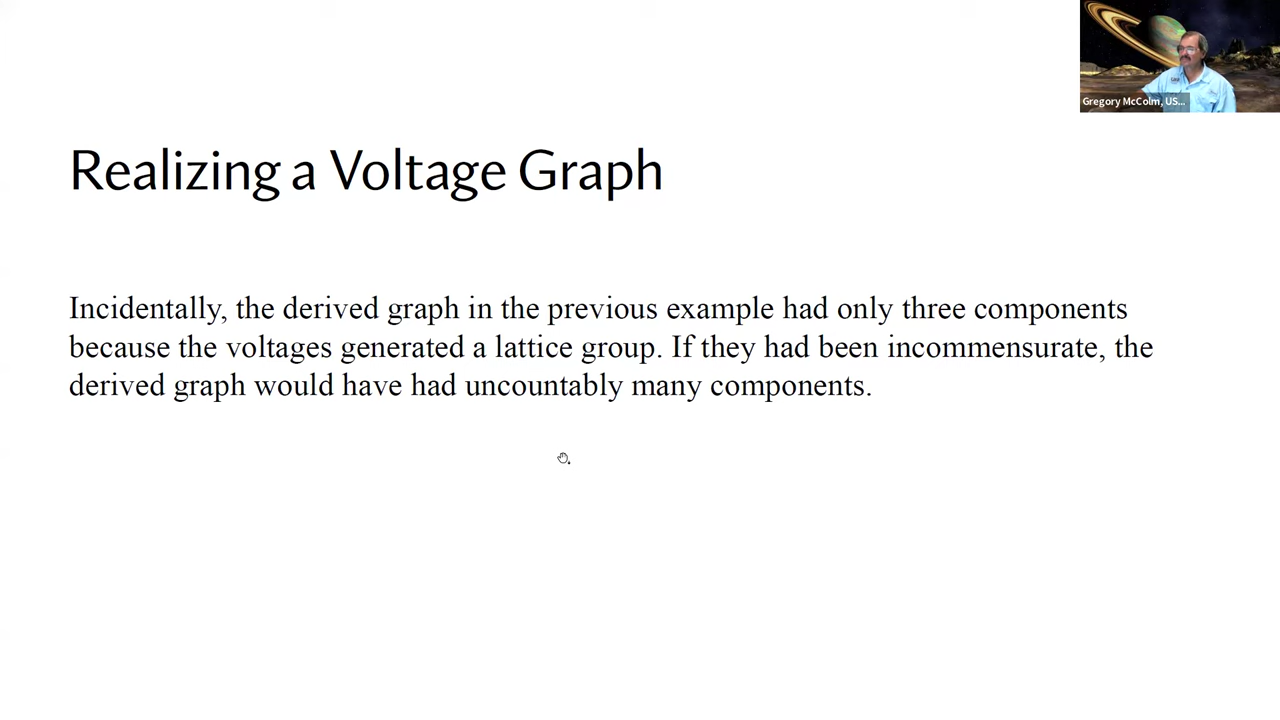 Gregory McColm, US...
Realizing a Voltage Graph
Incidentally, the derived graph in the previous example had only three components
because the voltages generated a lattice group. If they had been incommensurate, the
derived graph would have had uncountably many components.